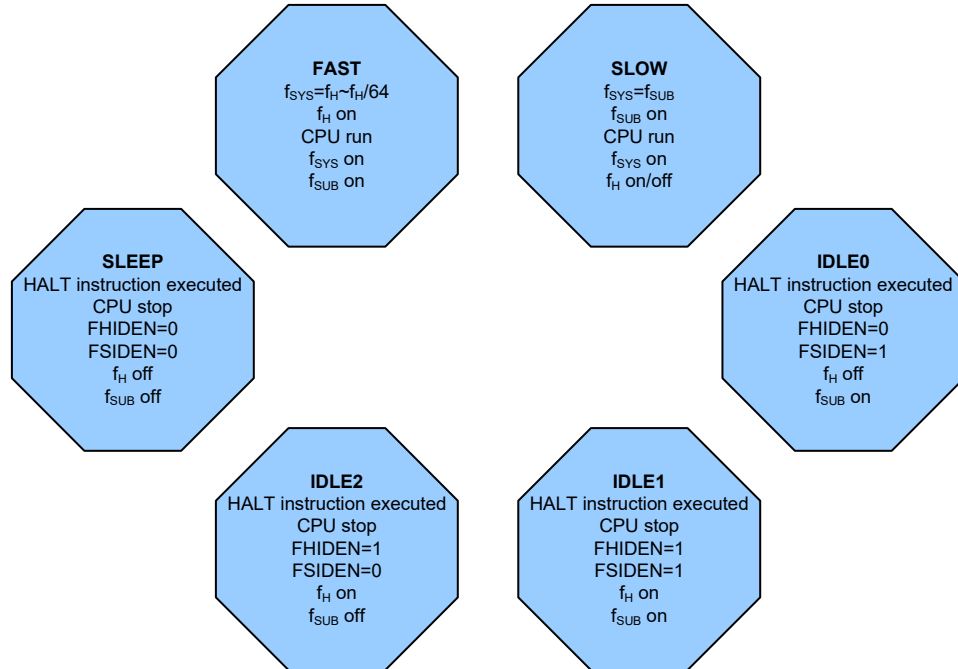 FAST
fSYS=fH~fH/64
fH on
CPU run
fSYS on
fSUB on
SLOW
fSYS=fSUB
fSUB on
CPU run
fSYS on
fH on/off
SLEEP
HALT instruction executed
CPU stop
FHIDEN=0
FSIDEN=0
fH off
fSUB off
IDLE0
HALT instruction executed
CPU stop
FHIDEN=0
FSIDEN=1
fH off
fSUB on
IDLE2
HALT instruction executed
CPU stop
FHIDEN=1
FSIDEN=0
fH on
fSUB off
IDLE1
HALT instruction executed
CPU stop
FHIDEN=1
FSIDEN=1
fH on
fSUB on